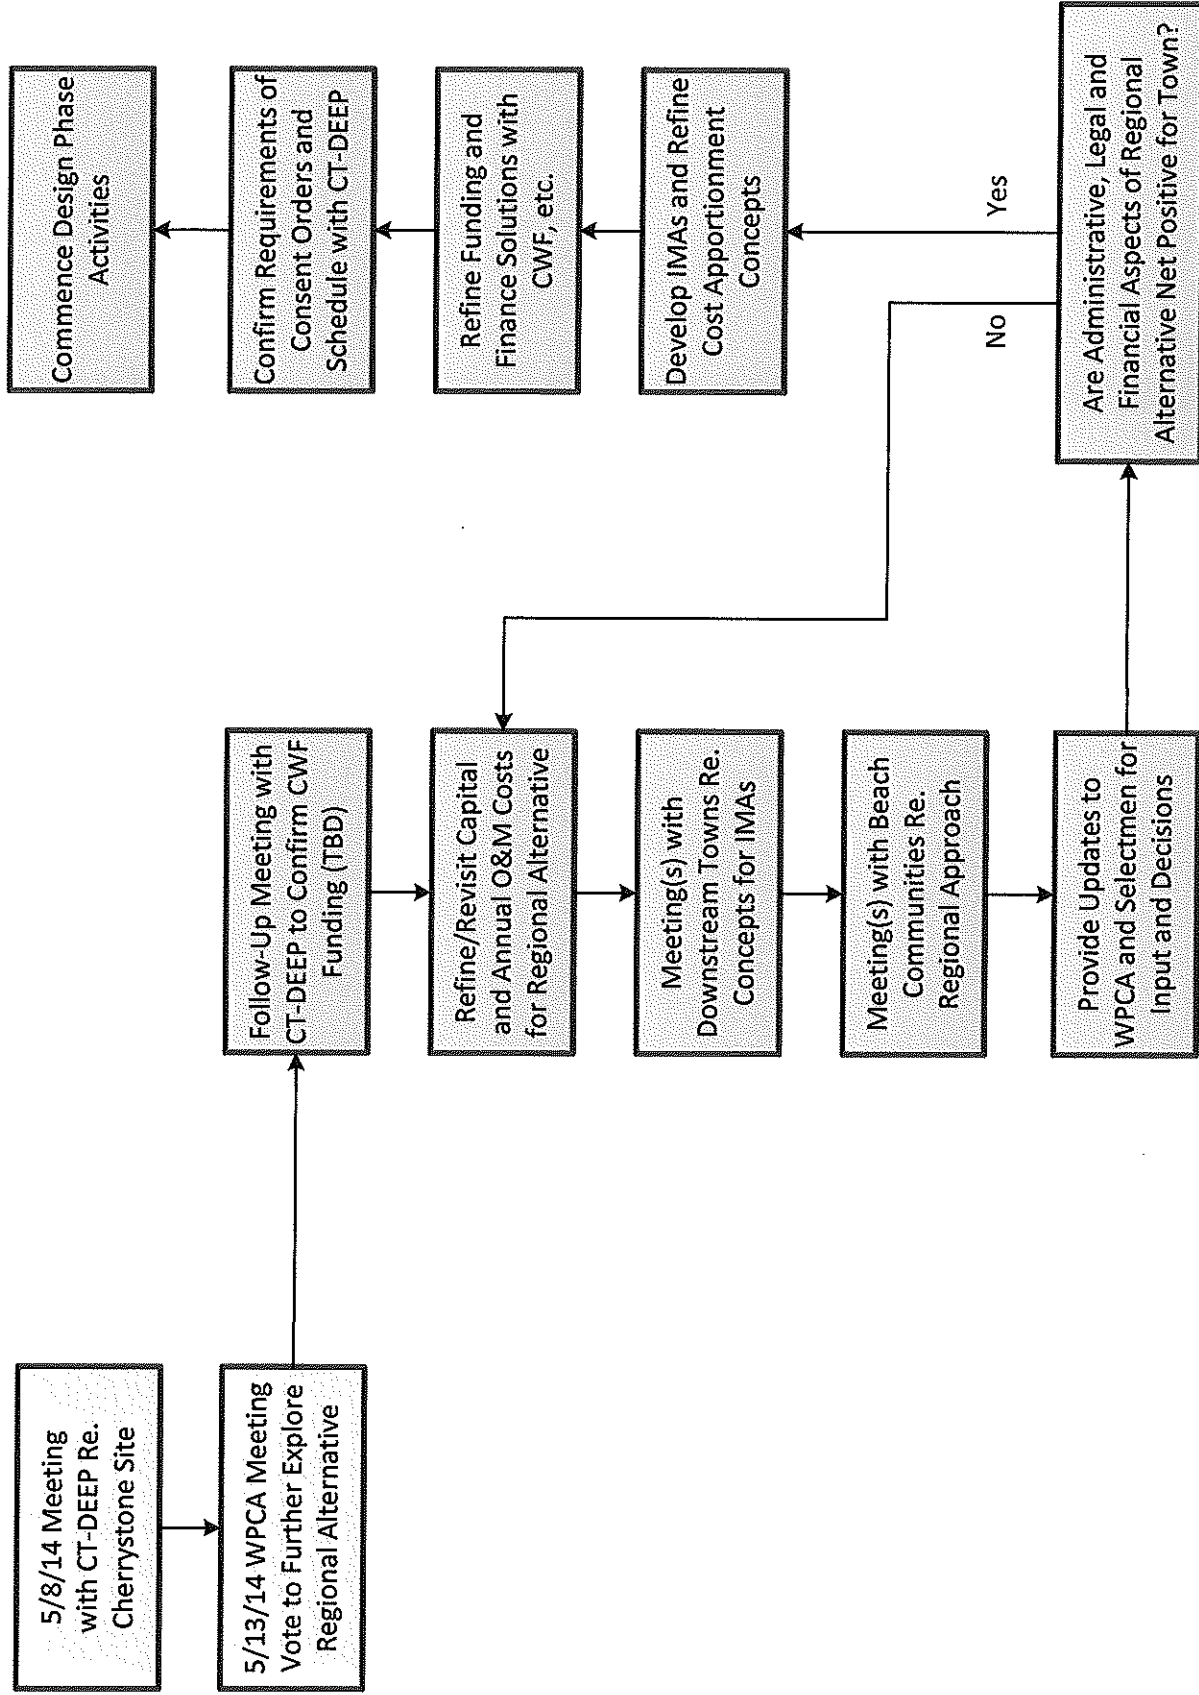 5/8/14 Meeting
with CT-DEEP Re.
Cherrystone Site
5/13/14 WPCA Meeting
Vote to Further Explore
Regional Alternative
Follow-Up Meeting with
CT-DEEP to Confirm CWF
Funding (TBD)
Refine/Revisit Capital
and Annual O&M Costs
for Regional Alternative
Meeting(s) with
Downstream Towns Re.
Concepts for IMAs
Meeting(s) with Beach
Communities Re.
Regional Approach
Provide Updates to
WPCA and Selectmen for
Input and Decisions
Are Administrative, Legal and
Financial Aspects of Regional
Alternative Net Positive for Town?
No
Yes
Develop IMAs and Refine
Cost Apportionment
Concepts
Refine Funding and
Finance Solutions with
CWF, etc.
Confirm Requirements of
Consent Orders and
Schedule with CT-DEEP
Commence Design Phase
Activities